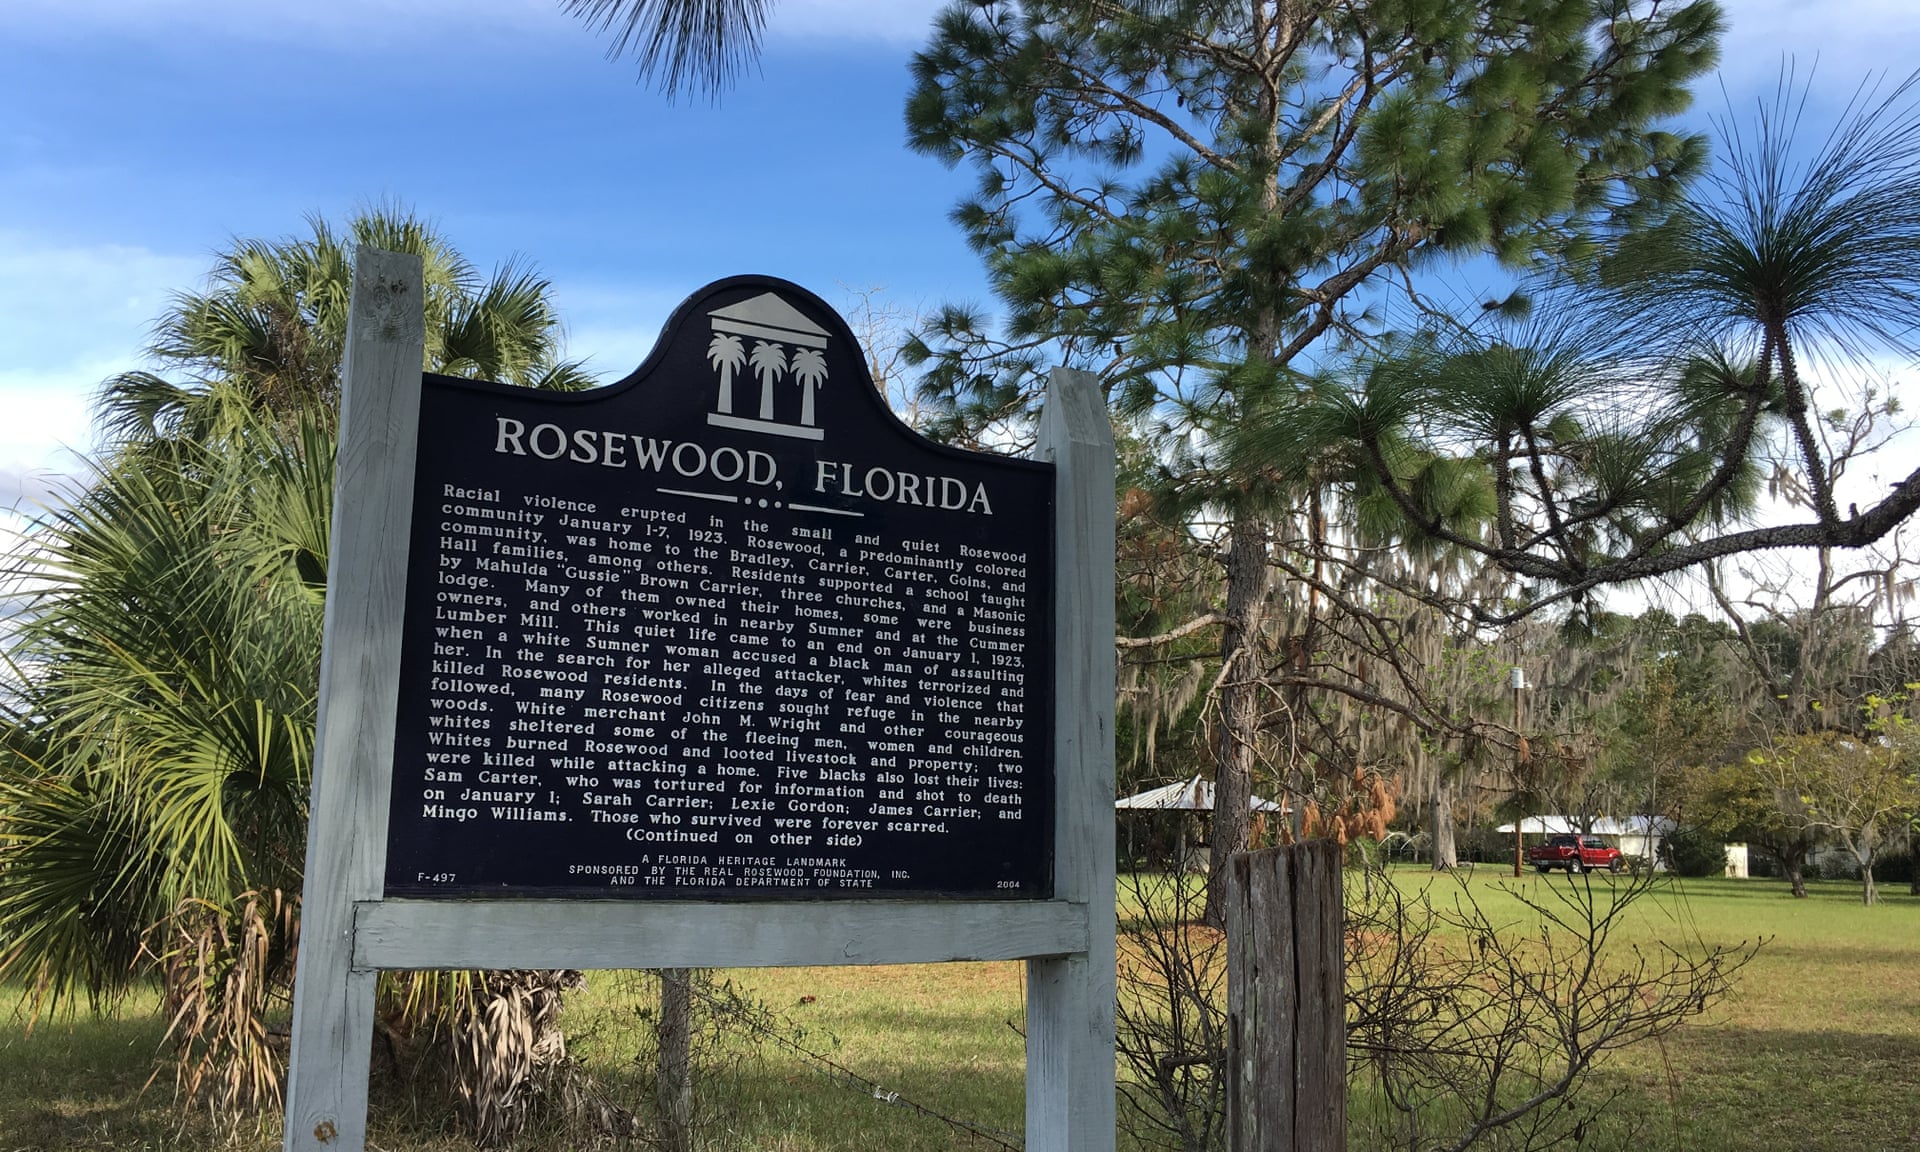 ROSEWOOD, FLORIDA
Racial violence erupted in the small and quiet Rosewood
community January 1-7, 1923. Rosewood, a predominantly colored
community, was home to the Bradley, Carrier, Carter, Goins, and
Hall families, among others. Residents supported a school taught
by Mahulda "Gussie" Brown Carrier, three churches, and a Masonic
lodge. Many of them owned their homes, some were business
owners, and others worked in nearby Sumner and at the Cummer
Lumber Mill. This quiet life came to an end on January 1, 1923,
when a white Sumner woman accused a black man of assaulting
her. In the search for her alleged attacker, whites terrorized and
killed Rosewood residents. In the days of fear and violence that
followed, many Rosewood citizens sought refuge in the nearby
woods. White merchant John M. Wright and other courageous
whites sheltered some of the fleeing men, women and children.
Whites burned Rosewood and looted livestock and property; two
were killed while attacking a home. Five blacks also lost their lives:
Sam Carter, who was tortured for information and shot to death
on January 1; Sarah Carrier; Lexie Gordon; James Carrier; and
Mingo Williams. Those who survived were forever scarred.
(Continued on other side)
A FLORIDA HERITAGE LANDMARK
SPONSORED BY THE REAL ROSEWOOD FOUNDATION, INC.
AND THE FLORIDA DEPARTMENT OF STATE
F-497 2004